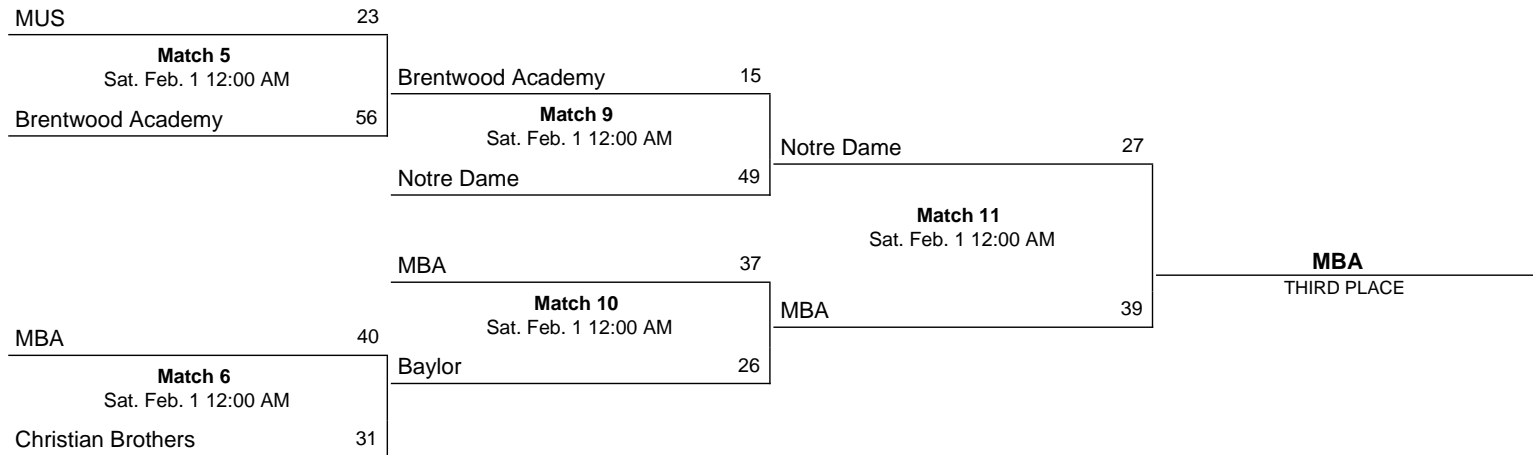 MUS 23
Match 5
Sat. Feb. 1 12:00 AM
Brentwood Academy 56
Brentwood Academy 15
Match 9
Sat. Feb. 1 12:00 AM
Notre Dame 49
Notre Dame 27
Match 11
Sat. Feb. 1 12:00 AM
MBA 39
MBA
THIRD PLACE
MBA 37
Match 10
Sat. Feb. 1 12:00 AM
Baylor 26
MBA 40
Match 6
Sat. Feb. 1 12:00 AM
Christian Brothers 31